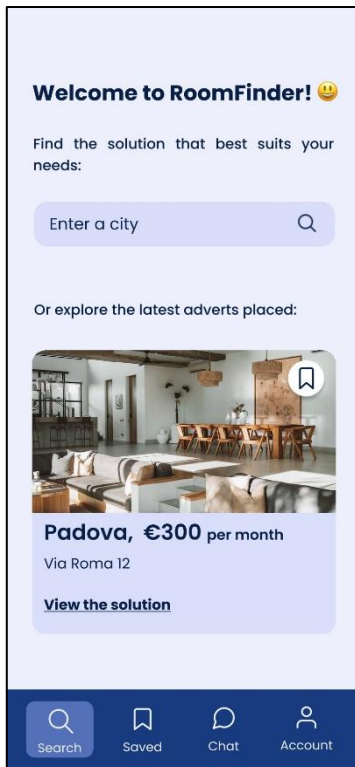 Welcome to RoomFinder! 😃
Find the solution that best suits your
needs:
Enter a city
Or explore the latest adverts placed:
Padova, €300 per month
Via Roma 12
View the solution
Search Saved Chat Account